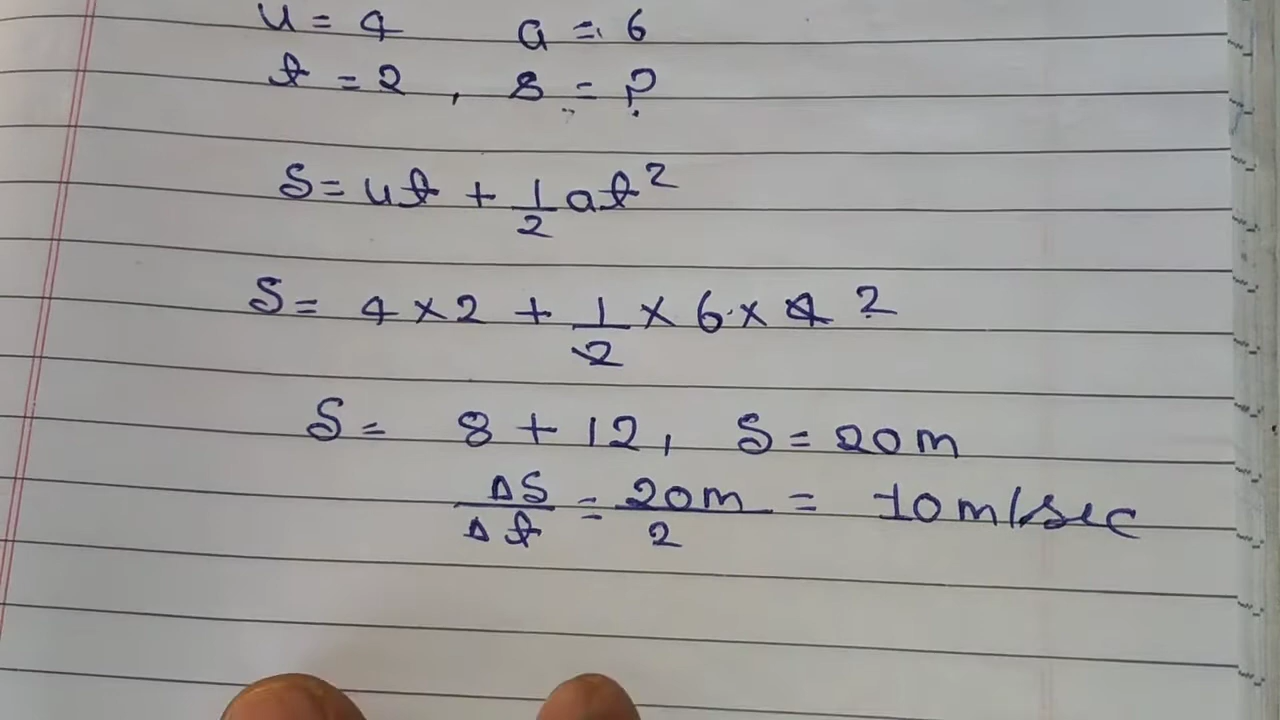 u = 4 a = 6
t = 2 , s = ?
S = ut + 1/2 at²
S = 4 × 2 + 1/2 × 6 × 4 2
S = 8 + 12, S = 20m
ΔS/Δt = 20m/2 = 10m/sec